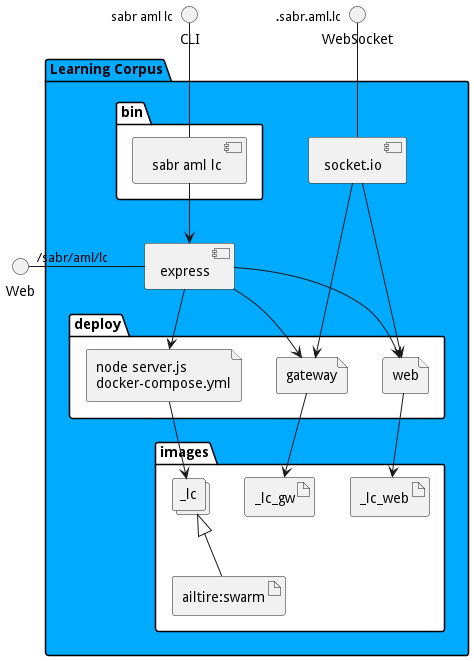 sabr aml lc
.sabr.aml.lc
CLI
WebSocket
Learning Corpus
bin
sabr aml lc
socket.io
/sabr/aml/lc
express
Web
deploy
node server.js
docker-compose.yml
gateway
web
images
_lc
_lc_gw
_lc_web
ailtire:swarm